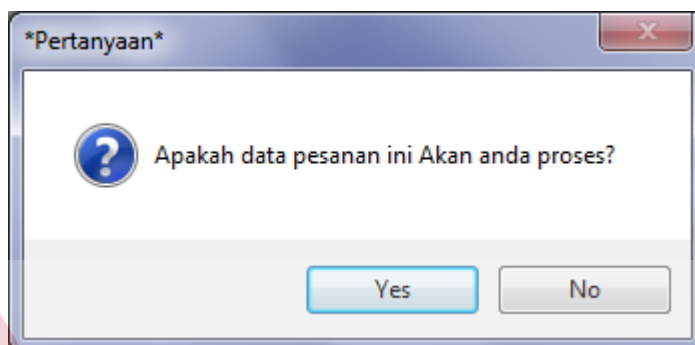 *Pertanyaan*
Apakah data pesanan ini Akan anda proses?
Yes
No